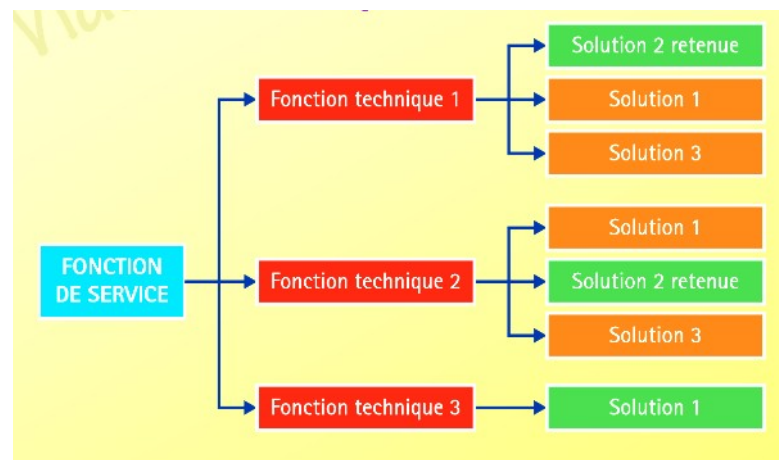 Solution 2 retenue
Fonction technique 1
Solution 1
Solution 3
Solution 1
FONCTION
DE SERVICE
Fonction technique 2
Solution 2 retenue
Solution 3
Fonction technique 3
Solution 1